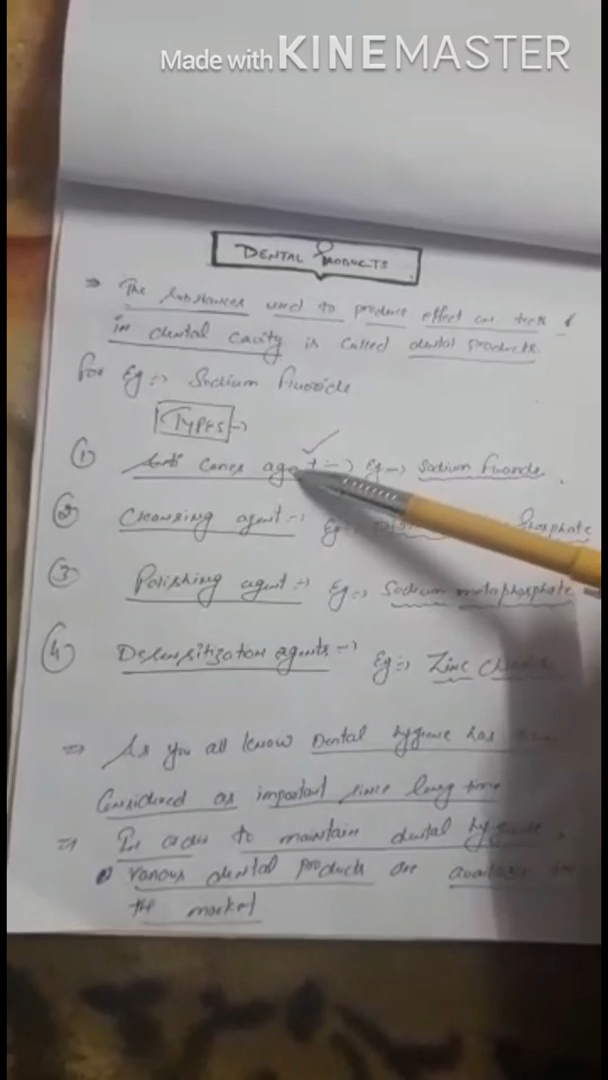 Made with KINEMASTER
DENTAL PRODUCTS
⇒ The substances used to produce effect on teeth &
in dental cavity is called dental products.
for Eg :→ Sodium fluoride
Types →
① Anti caries agent → Eg → Sodium
② Cleansing agent :→ Eg Phosphate
③ Polishing agent :→ Eg :→ Sodium metaphosphate
④ Desensitization agents → Eg :→ Zinc
⇒ As you all know Dental hygiene has
Considered as important since long time
⇒ In order to maintain dental hygiene.
various dental products are available
the market